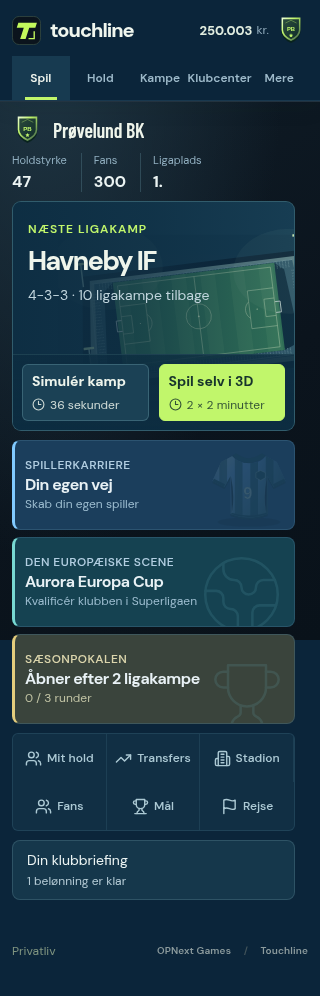 touchline
250.003 kr.
PB
Spil Hold Kampe Klubcenter Mere
PB
Prøvelund BK
Holdstyrke Fans Ligaplads
47 300 1.
NÆSTE LIGAKAMP
Havneby IF
4-3-3 · 10 ligakampe tilbage
Simulér kamp
36 sekunder
Spil selv i 3D
2 × 2 minutter
SPILLERKARRIERE
Din egen vej
Skab din egen spiller
9
DEN EUROPÆISKE SCENE
Aurora Europa Cup
Kvalificér klubben i Superligaen
SÆSONPOKALEN
Åbner efter 2 ligakampe
0 / 3 runder
Mit hold Transfers Stadion
Fans Mål Rejse
Din klubbriefing
1 belønning er klar
Privatliv OPNext Games / Touchline